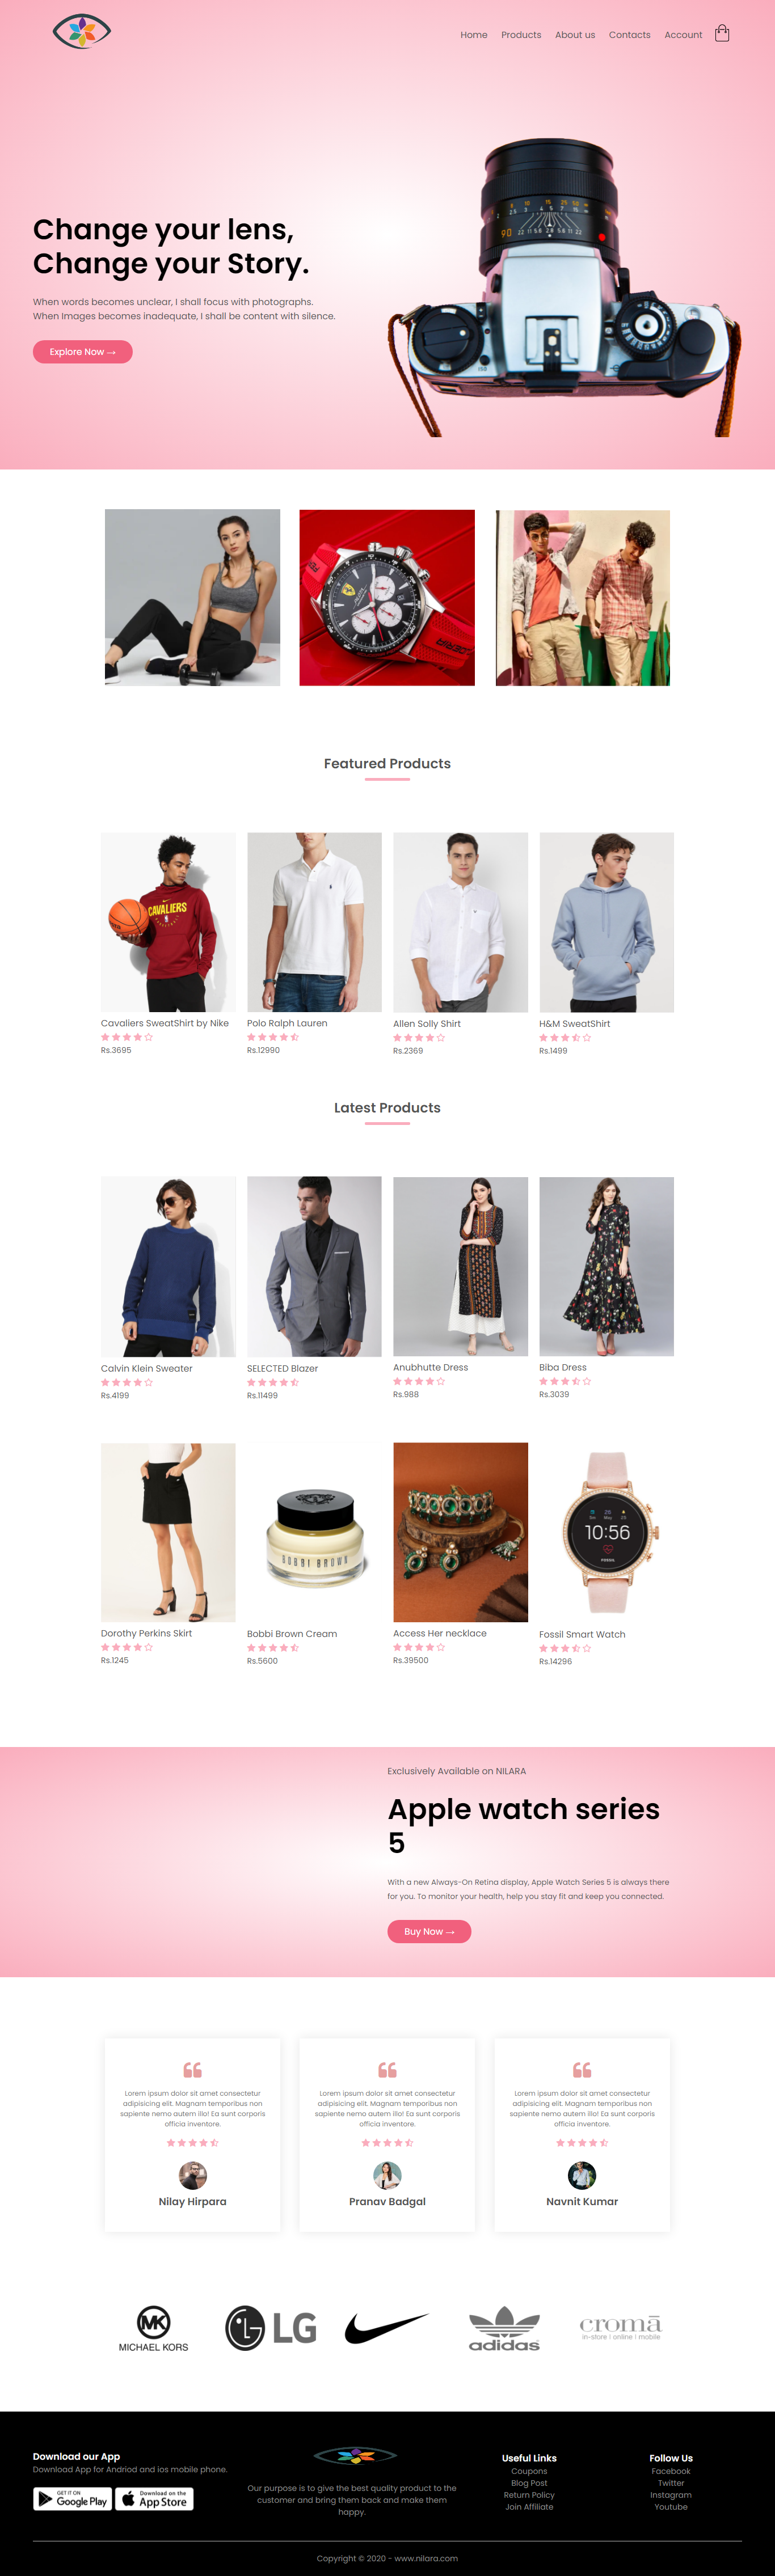 Home Products About us Contacts Account
Change your lens,
Change your Story.
When words becomes unclear, I shall focus with photographs.
When Images becomes inadequate, I shall be content with silence.
Explore Now →
Featured Products
CAVALIERS
Cavaliers SweatShirt by Nike
Rs.3695
Polo Ralph Lauren
Rs.12990
Allen Solly Shirt
Rs.2369
H&M SweatShirt
Rs.1499
Latest Products
Calvin Klein Sweater
Rs.4199
SELECTED Blazer
Rs.11499
Anubhutte Dress
Rs.988
Biba Dress
Rs.3039
BOBBI BROWN
10:56
FOSSIL
Dorothy Perkins Skirt
Rs.1245
Bobbi Brown Cream
Rs.5600
Access Her necklace
Rs.39500
Fossil Smart Watch
Rs.14296
Exclusively Available on NILARA
Apple watch series
5
With a new Always-On Retina display, Apple Watch Series 5 is always there
for you. To monitor your health, help you stay fit and keep you connected.
Buy Now →
Lorem ipsum dolor sit amet consectetur
adipisicing elit. Magnam temporibus non
sapiente nemo autem illo! Ea sunt corporis
officia inventore.
Nilay Hirpara
Lorem ipsum dolor sit amet consectetur
adipisicing elit. Magnam temporibus non
sapiente nemo autem illo! Ea sunt corporis
officia inventore.
Pranav Badgal
Lorem ipsum dolor sit amet consectetur
adipisicing elit. Magnam temporibus non
sapiente nemo autem illo! Ea sunt corporis
officia inventore.
Navnit Kumar
MK
MICHAEL KORS
LG
adidas
cromā
in-store | online | mobile
Download our App
Download App for Andriod and ios mobile phone.
GET IT ON
Google Play
Download on the
App Store
Our purpose is to give the best quality product to the
customer and bring them back and make them
happy.
Useful Links
Coupons
Blog Post
Return Policy
Join Affiliate
Follow Us
Facebook
Twitter
Instagram
Youtube
Copyright © 2020 - www.nilara.com